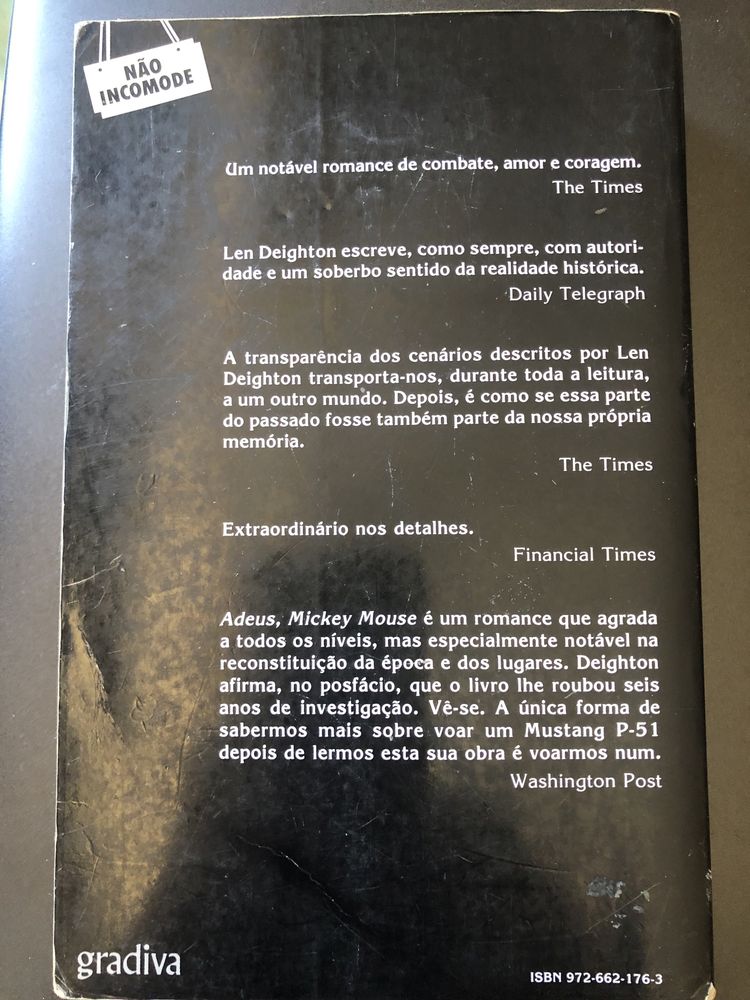 NÃO
INCOMODE
Um notável romance de combate, amor e coragem.
The Times
Len Deighton escreve, como sempre, com autori-
dade e um soberbo sentido da realidade histórica.
Daily Telegraph
A transparência dos cenários descritos por Len
Deighton transporta-nos, durante toda a leitura,
a um outro mundo. Depois, é como se essa parte
do passado fosse também parte da nossa própria
memória.
The Times
Extraordinário nos detalhes.
Financial Times
Adeus, Mickey Mouse é um romance que agrada
a todos os níveis, mas especialmente notável na
reconstituição da época e dos lugares. Deighton
afirma, no posfácio, que o livro lhe roubou seis
anos de investigação. Vê-se. A única forma de
sabermos mais sobre voar um Mustang P-51
depois de lermos esta sua obra é voarmos num.
Washington Post
gradiva
ISBN 972-662-176-3